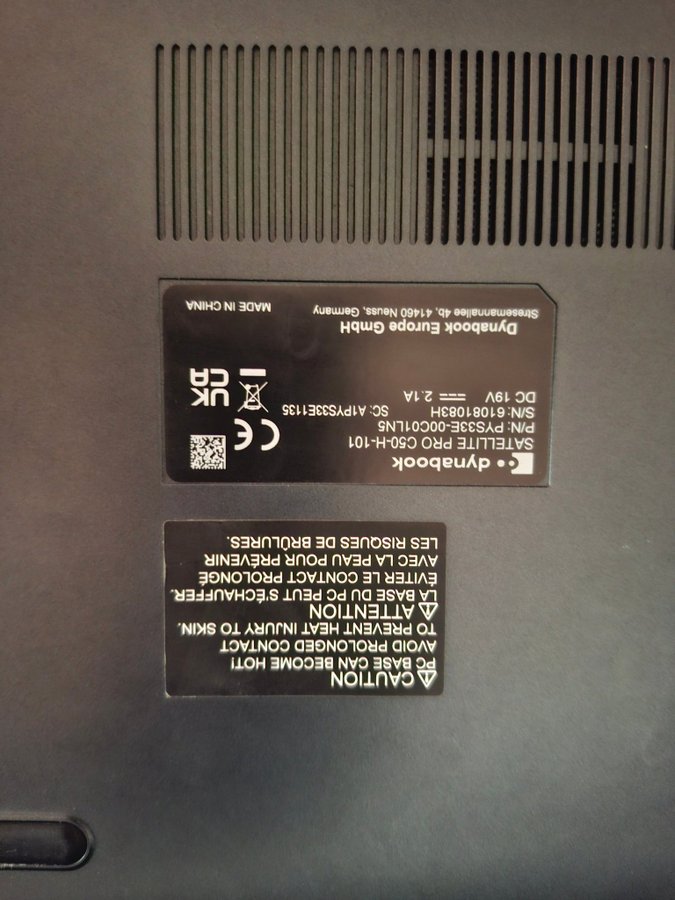 dynabook
SATELLITE PRO C50-H-101
P/N: PYS33E-00C01LN5
S/N: 61081083H SC: A1PYS33E1135
DC 19V 2.1A
CE
UK
CA
Dynabook Europe GmbH
Stresemannallee 4b, 41460 Neuss, Germany MADE IN CHINA
CAUTION
PC BASE CAN BECOME HOT!
AVOID PROLONGED CONTACT
TO PREVENT HEAT INJURY TO SKIN.
ATTENTION
LA BASE DU PC PEUT S'ÉCHAUFFER.
ÉVITER LE CONTACT PROLONGÉ
AVEC LA PEAU POUR PRÉVENIR
LES RISQUES DE BRÛLURES.